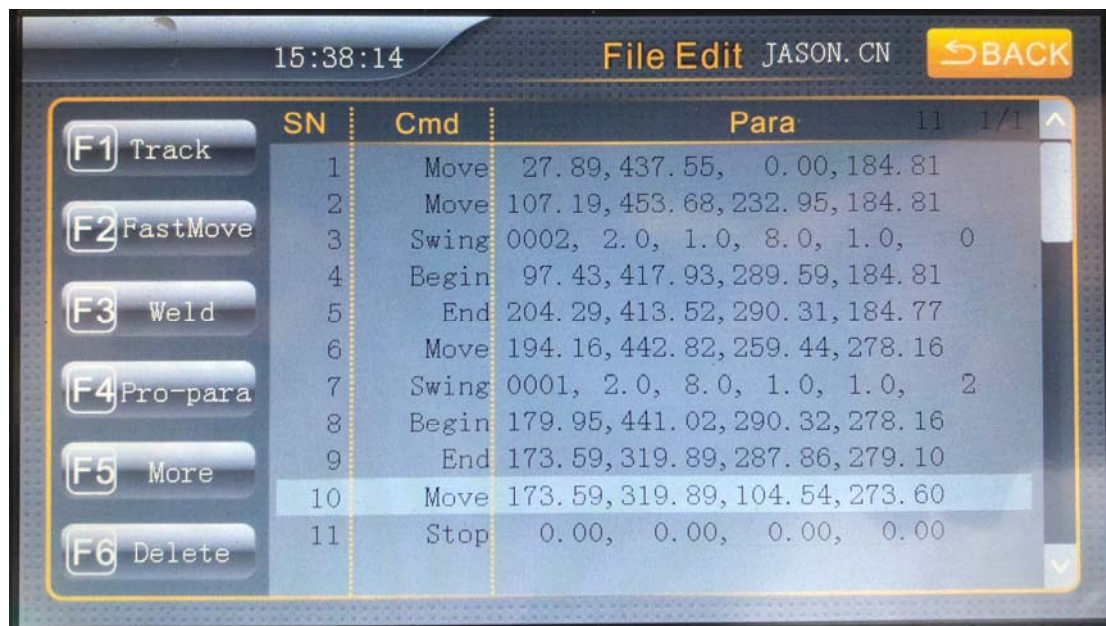 15:38:14 File Edit JASON.CN BACK
SN Cmd Para 11 1/1
F1 Track
1 Move 27.89,437.55, 0.00,184.81
2 Move 107.19,453.68,232.95,184.81
F2 FastMove
3 Swing 0002, 2.0, 1.0, 8.0, 1.0, 0
4 Begin 97.43,417.93,289.59,184.81
F3 Weld
5 End 204.29,413.52,290.31,184.77
6 Move 194.16,442.82,259.44,278.16
F4 Pro-para
7 Swing 0001, 2.0, 8.0, 1.0, 1.0, 2
8 Begin 179.95,441.02,290.32,278.16
F5 More
9 End 173.59,319.89,287.86,279.10
10 Move 173.59,319.89,104.54,273.60
F6 Delete
11 Stop 0.00, 0.00, 0.00, 0.00